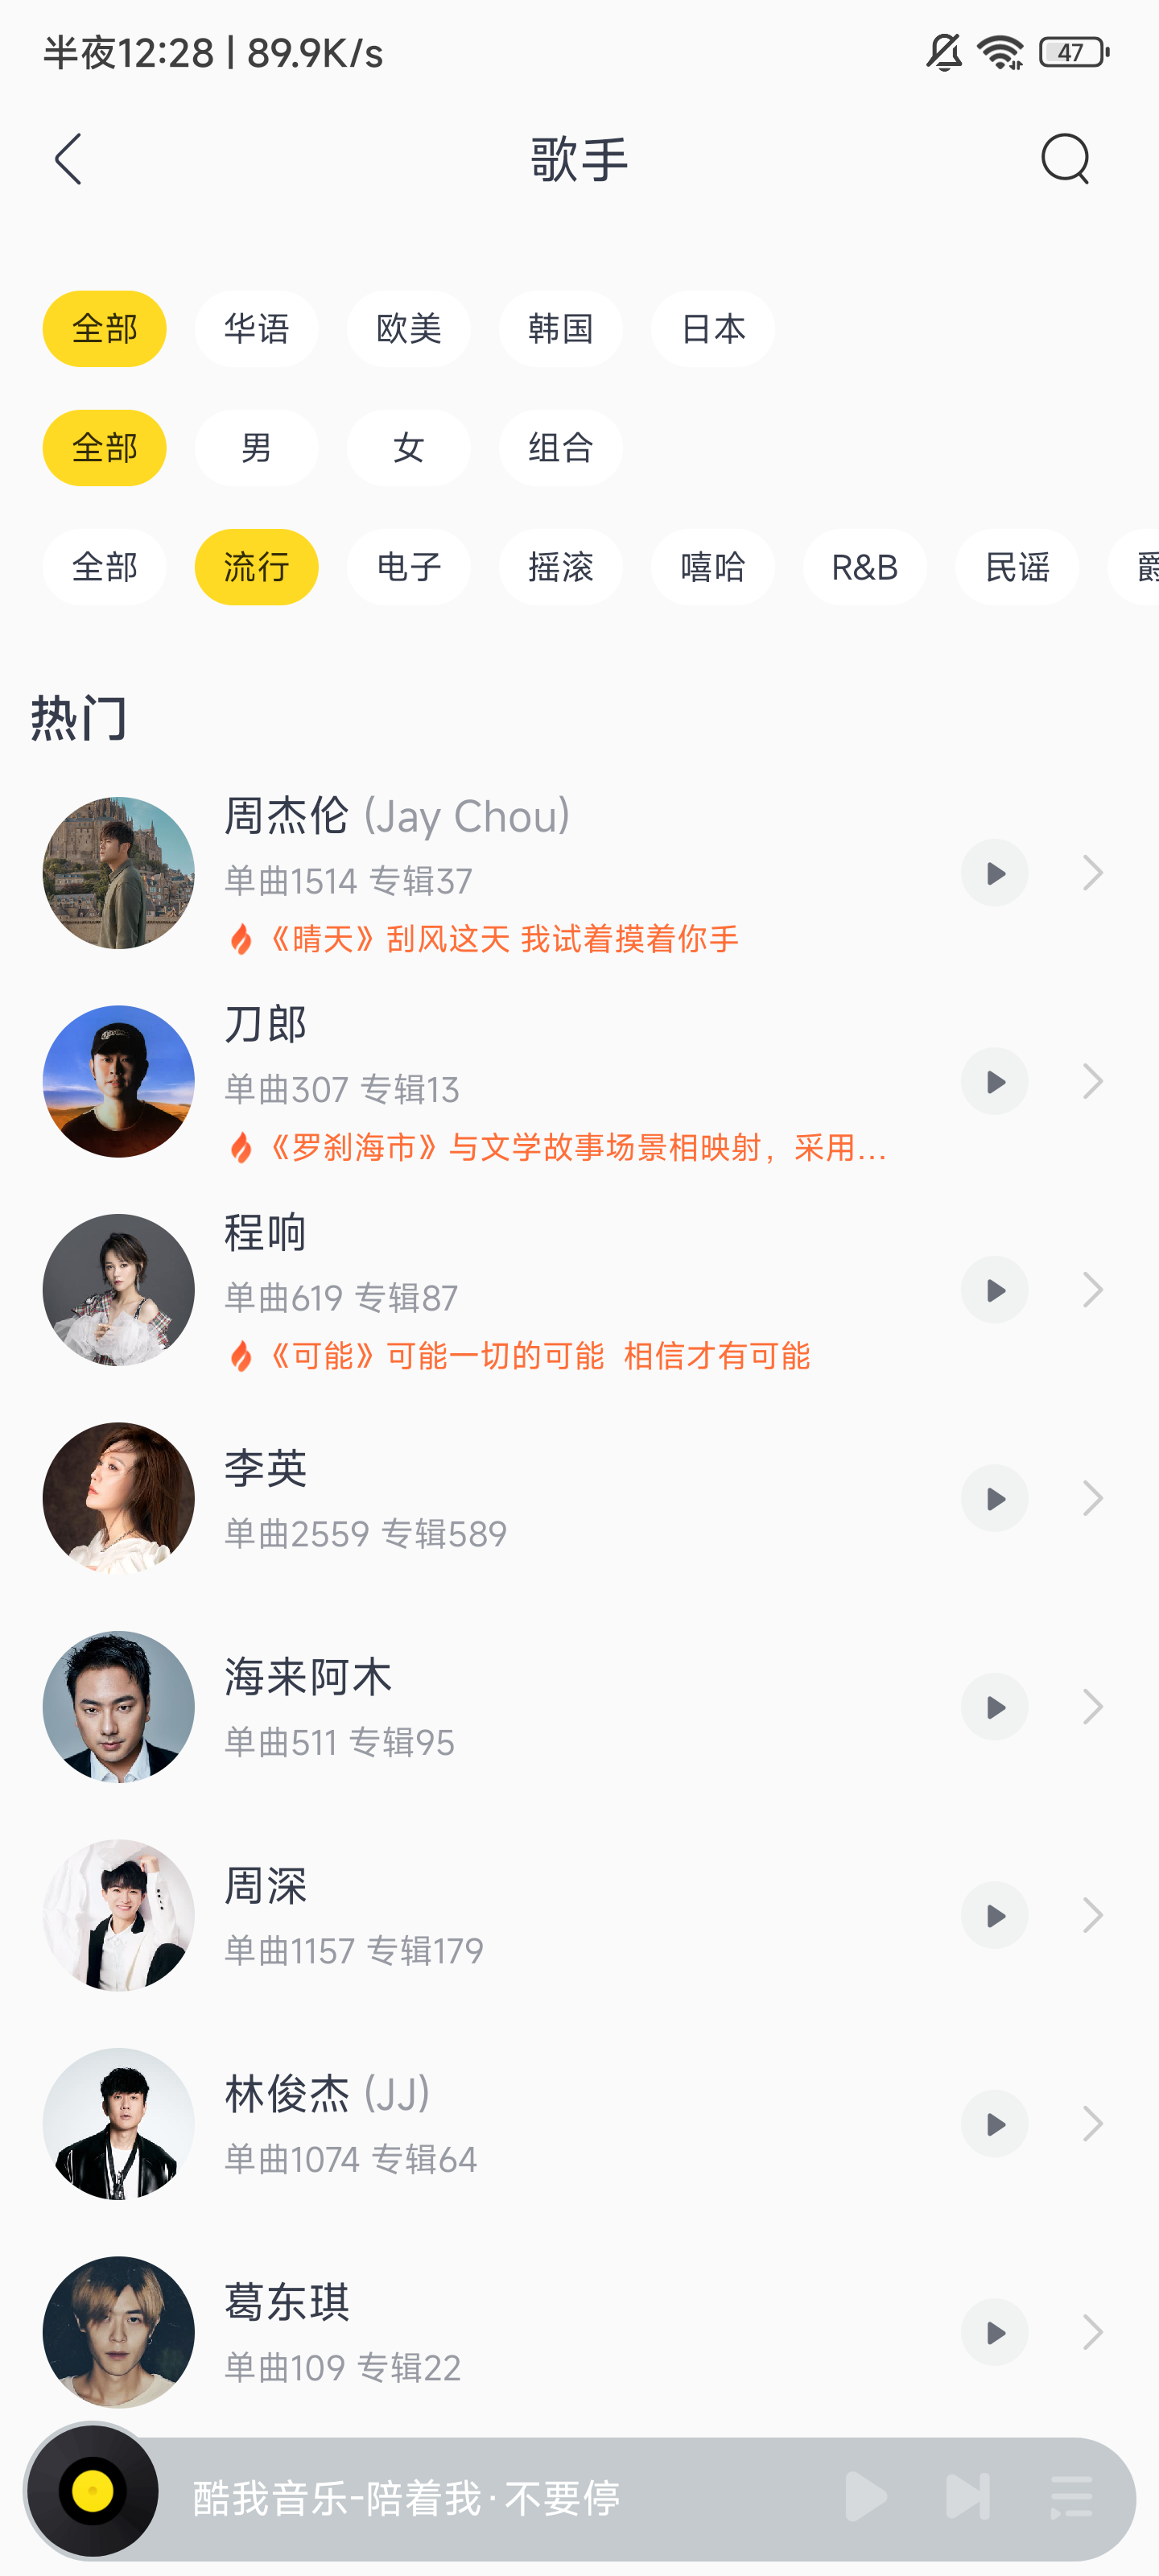 半夜12:28 | 89.9K/s
47
歌手
全部 华语 欧美 韩国 日本
全部 男 女 组合
全部 流行 电子 摇滚 嘻哈 R&B 民谣
热门
周杰伦 (Jay Chou)
单曲1514 专辑37
《晴天》刮风这天 我试着摸着你手
刀郎
单曲307 专辑13
《罗刹海市》与文学故事场景相映射，采用...
程响
单曲619 专辑87
《可能》可能一切的可能 相信才有可能
李英
单曲2559 专辑589
海来阿木
单曲511 专辑95
周深
单曲1157 专辑179
林俊杰 (JJ)
单曲1074 专辑64
葛东琪
单曲109 专辑22
酷我音乐-陪着我·不要停